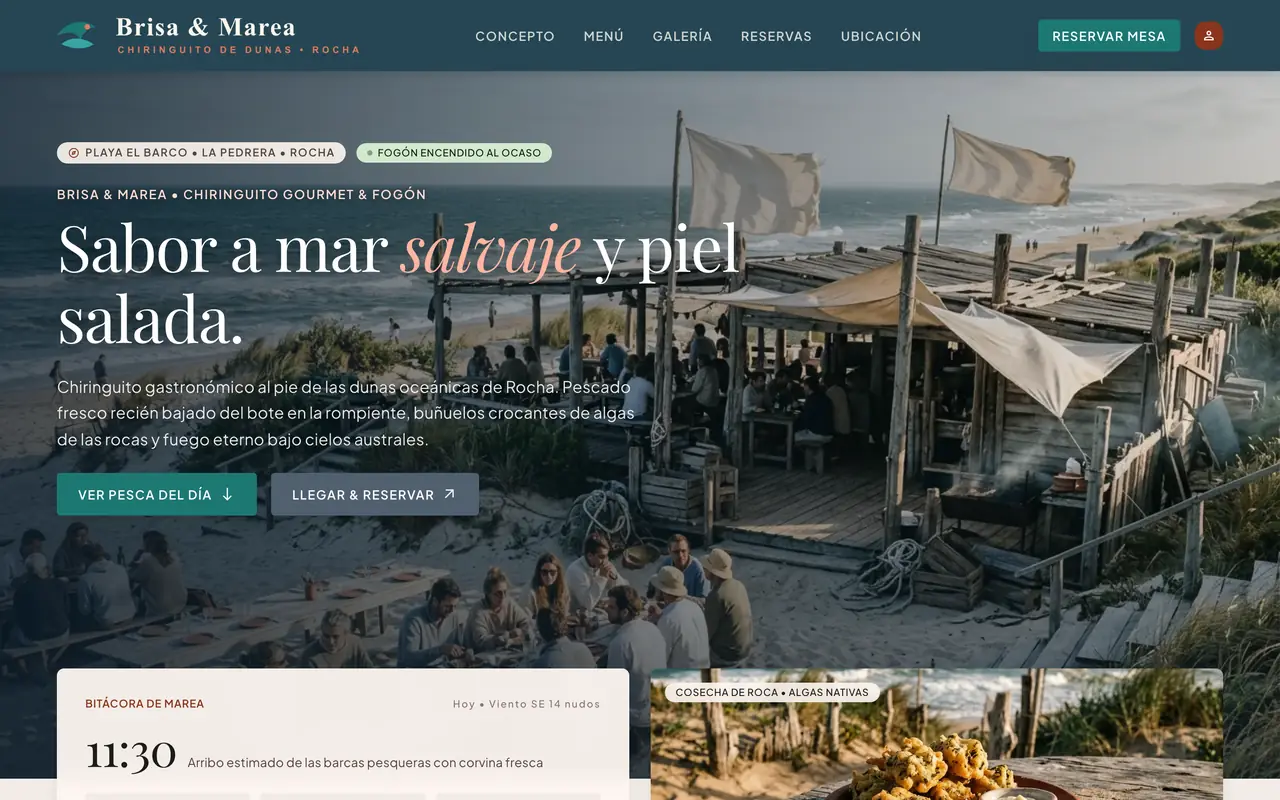 Brisa & Marea
CHIRINGUITO DE DUNAS • ROCHA
CONCEPTO
MENÚ
GALERÍA
RESERVAS
UBICACIÓN
RESERVAR MESA
PLAYA EL BARCO • LA PEDRERA • ROCHA
FOGÓN ENCENDIDO AL OCASO
BRISA & MAREA • CHIRINGUITO GOURMET & FOGÓN
Sabor a mar salvaje y piel
salada.
Chiringuito gastronómico al pie de las dunas oceánicas de Rocha. Pescado
fresco recién bajado del bote en la rompiente, buñuelos crocantes de algas
de las rocas y fuego eterno bajo cielos australes.
VER PESCA DEL DÍA ↓
LLEGAR & RESERVAR ↗
BITÁCORA DE MAREA
Hoy • Viento SE 14 nudos
11:30 Arribo estimado de las barcas pesqueras con corvina fresca
COSECHA DE ROCA • ALGAS NATIVAS